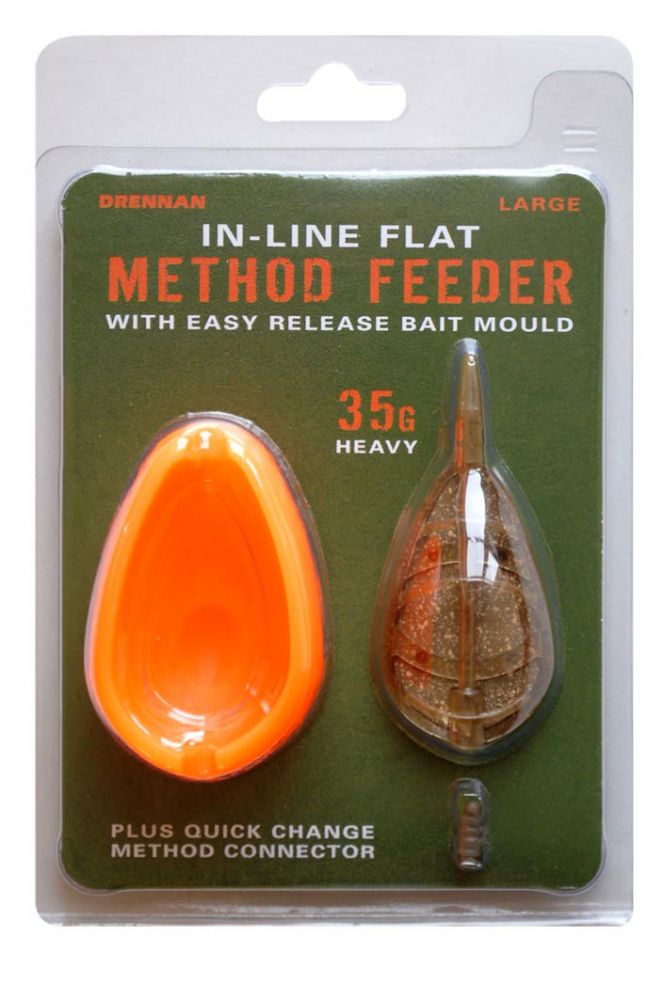 DRENNAN
LARGE
IN-LINE FLAT
METHOD FEEDER
WITH EASY RELEASE BAIT MOULD
35G
HEAVY
PLUS QUICK CHANGE
METHOD CONNECTOR